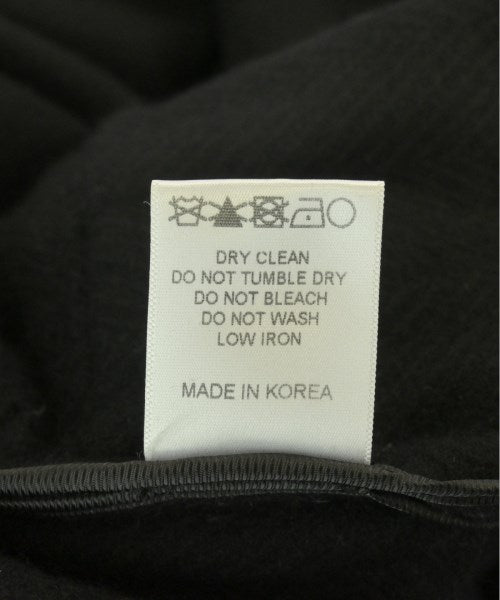 DRY CLEAN
DO NOT TUMBLE DRY
DO NOT BLEACH
DO NOT WASH
LOW IRON
MADE IN KOREA